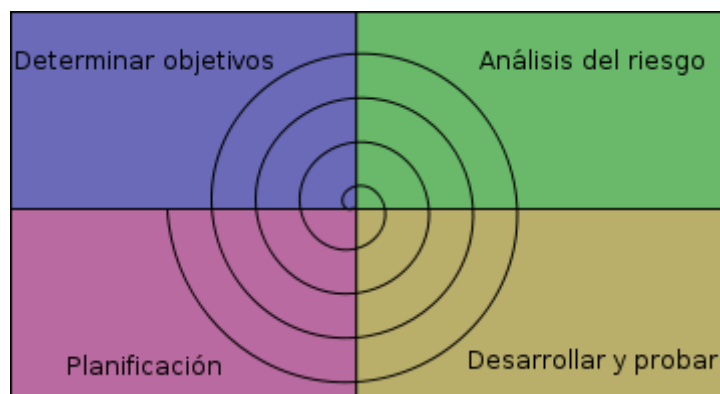 Determinar objetivos
Análisis del riesgo
Planificación
Desarrollar y probar